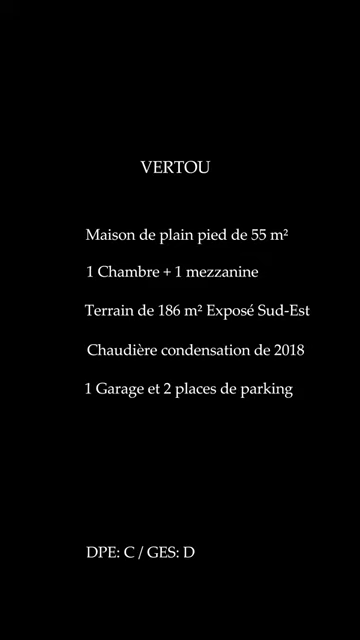 VERTOU
Maison de plain pied de 55 m²
1 Chambre + 1 mezzanine
Terrain de 186 m² Exposé Sud-Est
Chaudière condensation de 2018
1 Garage et 2 places de parking
DPE: C / GES: D